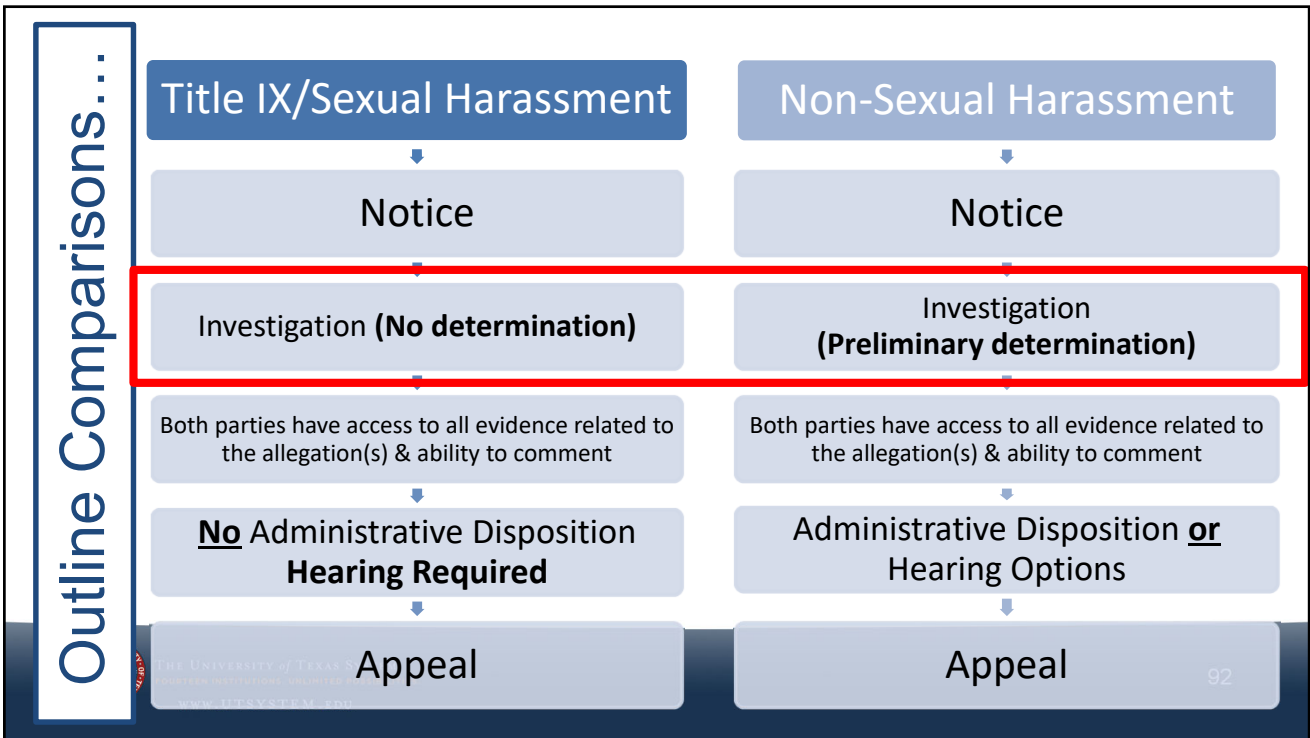 Outline Comparisons...
Title IX/Sexual Harassment
Notice
Investigation (No determination)
Both parties have access to all evidence related to
the allegation(s) & ability to comment
No Administrative Disposition
Hearing Required
Appeal
Non-Sexual Harassment
Notice
Investigation
(Preliminary determination)
Both parties have access to all evidence related to
the allegation(s) & ability to comment
Administrative Disposition or
Hearing Options
Appeal
THE UNIVERSITY of TEXAS
FOURTEEN INSTITUTIONS. UNLIMITED
WWW.UTSYSTEM.EDU
92